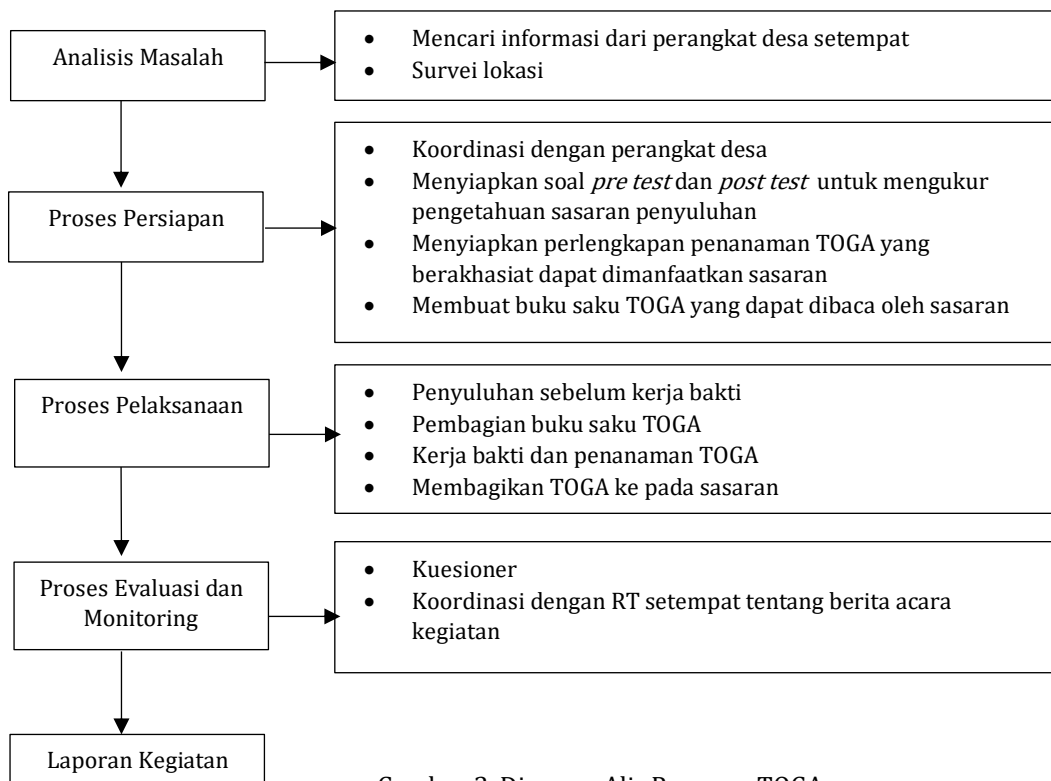 Analisis Masalah
• Mencari informasi dari perangkat desa setempat
• Survei lokasi
Proses Persiapan
• Koordinasi dengan perangkat desa
• Menyiapkan soal pre test dan post test untuk mengukur
pengetahuan sasaran penyuluhan
• Menyiapkan perlengkapan penanaman TOGA yang
berakhasiat dapat dimanfaatkan sasaran
• Membuat buku saku TOGA yang dapat dibaca oleh sasaran
Proses Pelaksanaan
• Penyuluhan sebelum kerja bakti
• Pembagian buku saku TOGA
• Kerja bakti dan penanaman TOGA
• Membagikan TOGA ke pada sasaran
Proses Evaluasi dan
Monitoring
• Kuesioner
• Koordinasi dengan RT setempat tentang berita acara
kegiatan
Laporan Kegiatan
TOGA